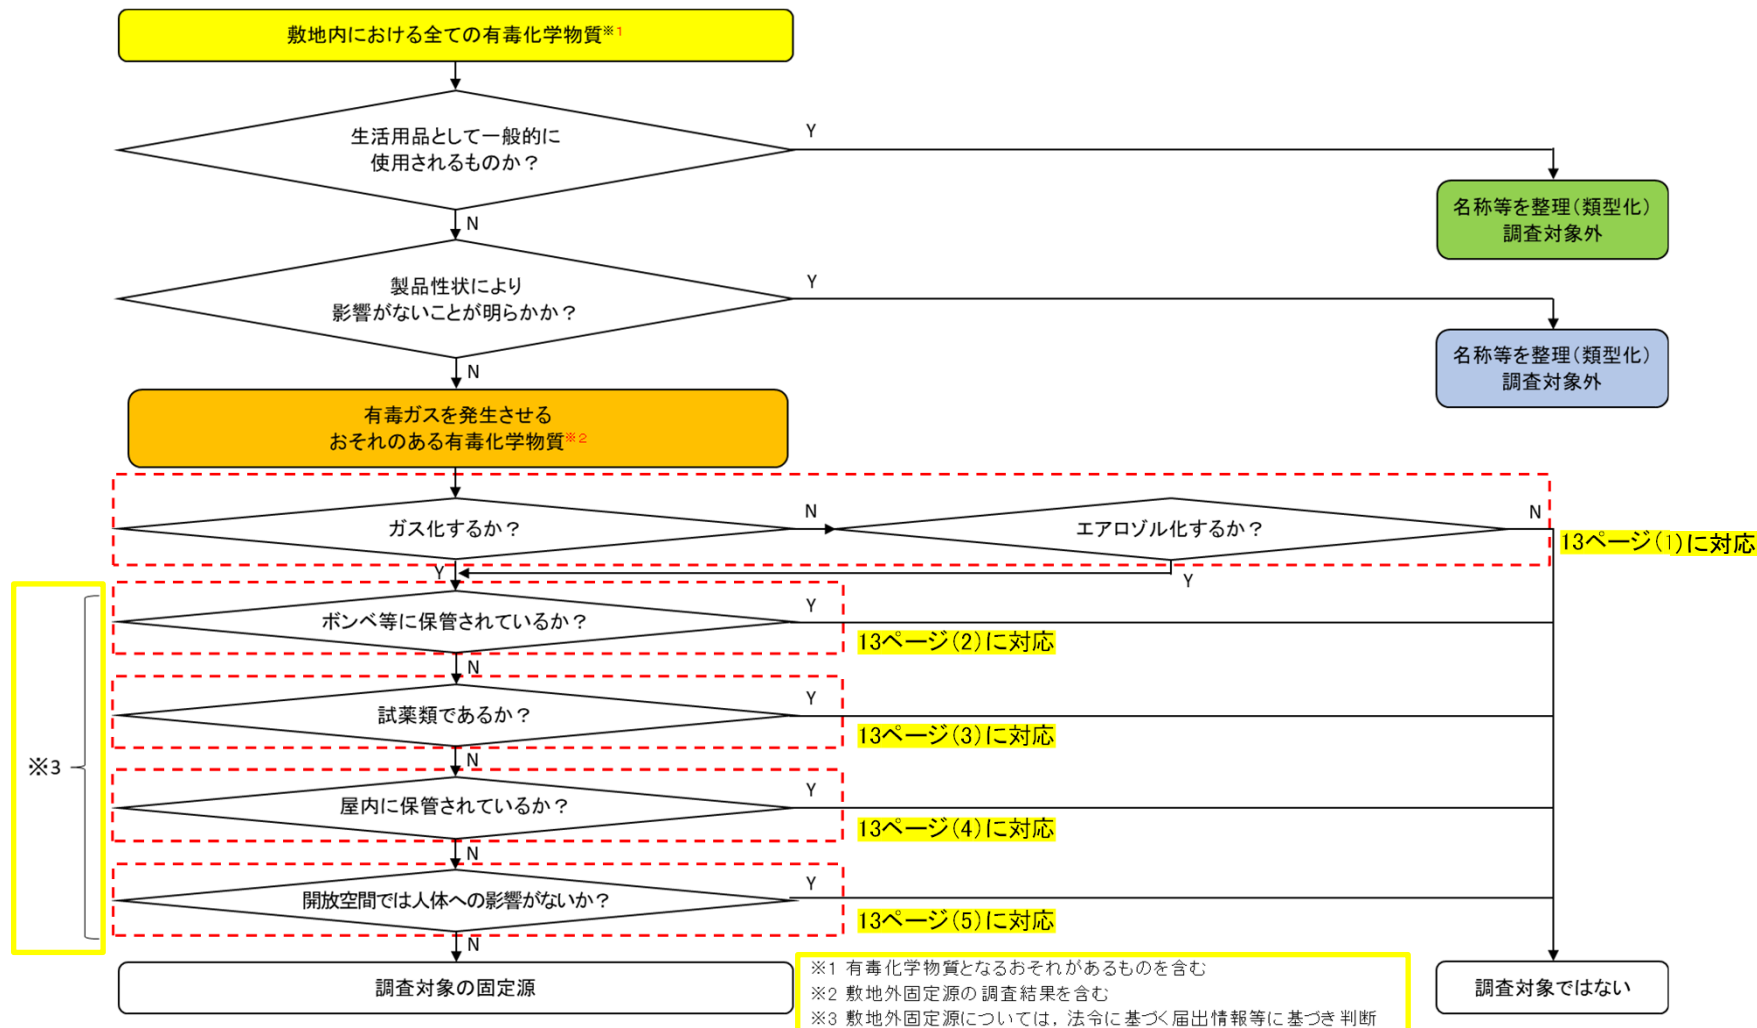 敷地内における全ての有毒化学物質※1
生活用品として一般的に
使用されるものか？
Y
N
名称等を整理(類型化)
調査対象外
製品性状により
影響がないことが明らかか？
Y
N
名称等を整理(類型化)
調査対象外
有毒ガスを発生させる
おそれのある有毒化学物質※2
ガス化するか？
N
エアロゾル化するか？
N
13ページ(1)に対応
Y
Y
ボンベ等に保管されているか？
Y
13ページ(2)に対応
N
試薬類であるか？
Y
13ページ(3)に対応
N
※3
屋内に保管されているか？
Y
13ページ(4)に対応
N
開放空間では人体への影響がないか？
Y
13ページ(5)に対応
N
調査対象の固定源
※1 有毒化学物質となるおそれがあるものを含む
※2 敷地外固定源の調査結果を含む
※3 敷地外固定源については，法令に基づく届出情報等に基づき判断
調査対象ではない